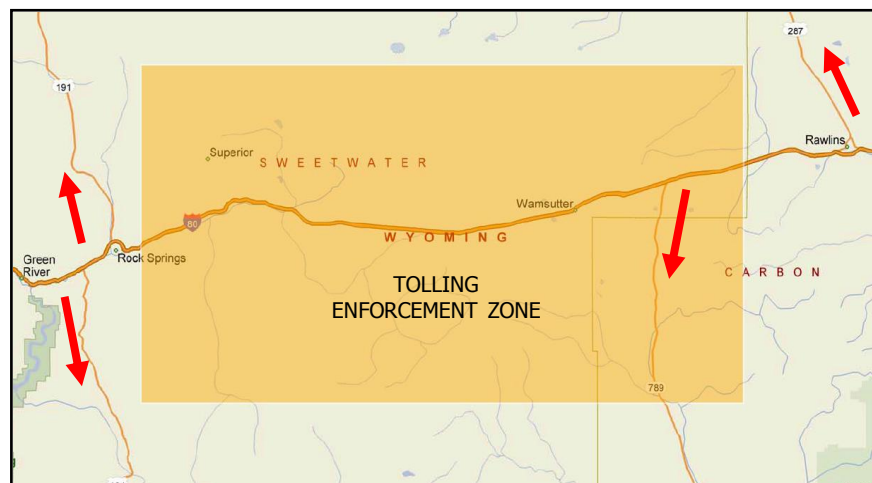 287
191
Rawlins
Superior
SWEETWATER
Wamsutter
80
WYOMING
Green
River
Rock Springs
CARBON
TOLLING
ENFORCEMENT ZONE
789